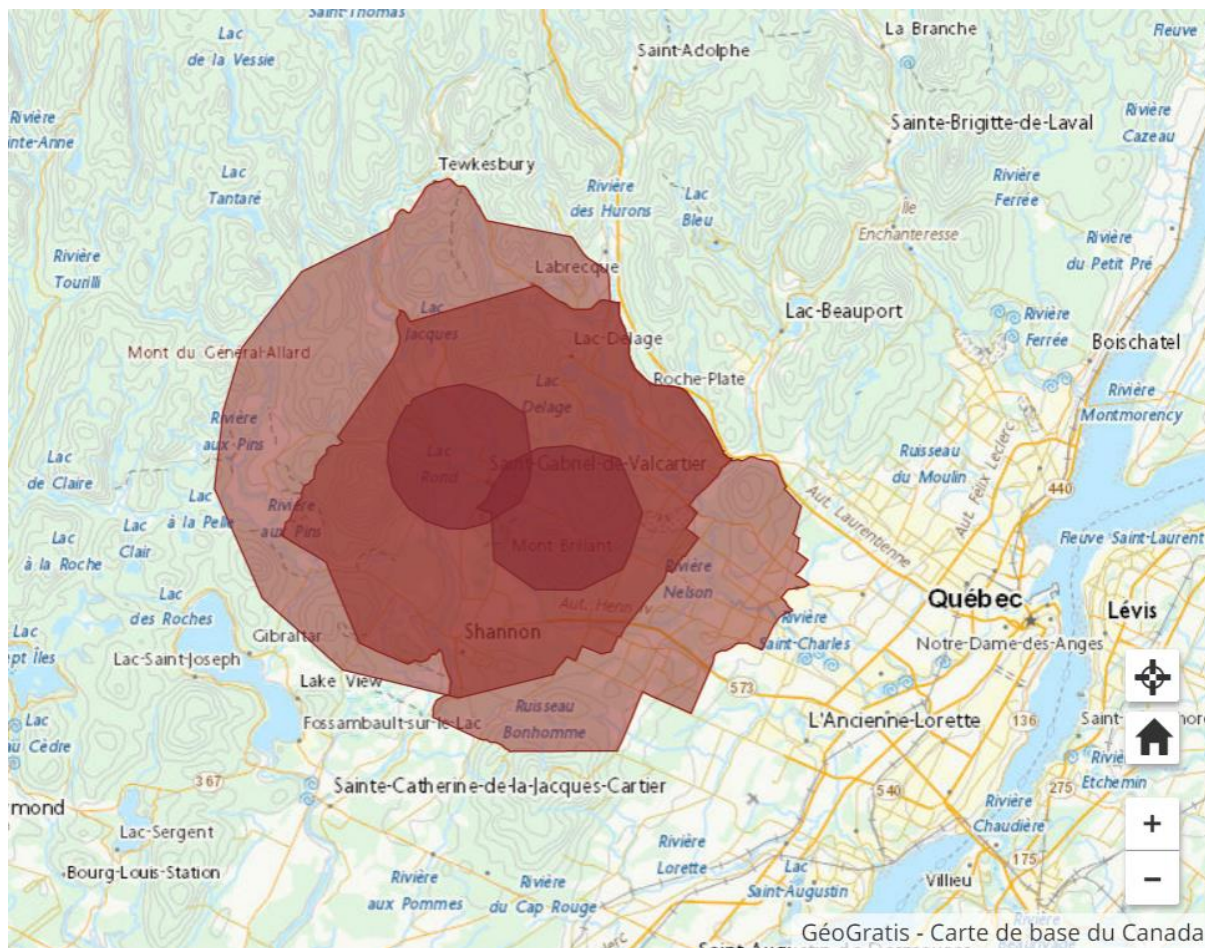 Saint-Thomas
La Branche
Fleuve
Lac
de la Vessie
Saint-Adolphe
Rivière
Cazeau
Rivière
inte-Anne
Sainte-Brigitte-de-Laval
Tewkesbury
Lac
Tantaré
Rivière
des Hurons
Lac
Bleu
Rivière
Ferrée
Île
Enchanteresse
Rivière
du Petit Pré
Rivière
Tourilli
Labrecque
Lac
Jacques
Lac-Beauport
Rivière
Ferrée
Boischatel
Mont du Général-Allard
Lac-Delage
Roche-Plate
Lac
Delage
Rivière
Montmorency
Rivière
aux Pins
Lac
de Claire
Lac
Rond
Saint-Gabriel-de-Valcartier
Ruisseau
du Moulin
Aut. Félix Leclerc
440
Lac
à la Pelle
Rivière
aux Pins
Aut. Laurentienne
Lac
à la Roche
Lac
Clair
Mont Brûlant
Fleuve Saint-Laurent
Rivière
Nelson
Lac
des Roches
Québec
Lévis
Shannon
Gibraltar
Rivière
Saint-Charles
Notre-Dame-des-Anges
Lac
pt Îles
Lac-Saint-Joseph
Lake View
573
Ruisseau
Bonhomme
Fossambault-sur-le-Lac
L'Ancienne-Lorette
136
Lac
au Cèdre
367
Sainte-Catherine-de-la-Jacques-Cartier
540
275
Etchemin
mond
Lac-Sergent
Rivière
Chaudière
Rivière
Lorette
175
Bourg-Louis-Station
Rivière
aux Pommes
Rivière
du Cap Rouge
Lac
Saint-Augustin
Villieu
+
−
GéoGratis - Carte de base du Canada